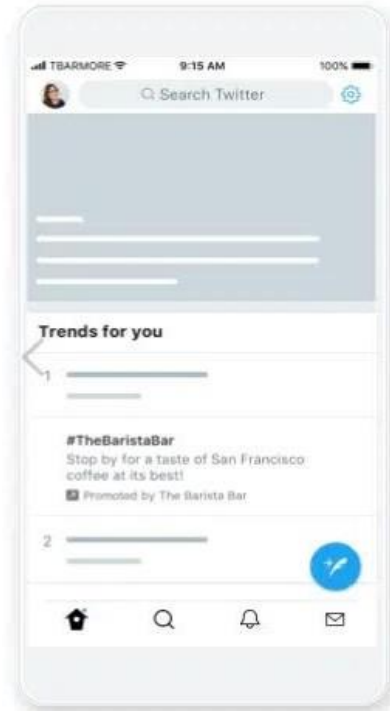 TBARMORE 9:15 AM 100%
Search Twitter
Trends for you
1
#TheBaristaBar
Stop by for a taste of San Francisco
coffee at its best!
Promoted by The Barista Bar
2